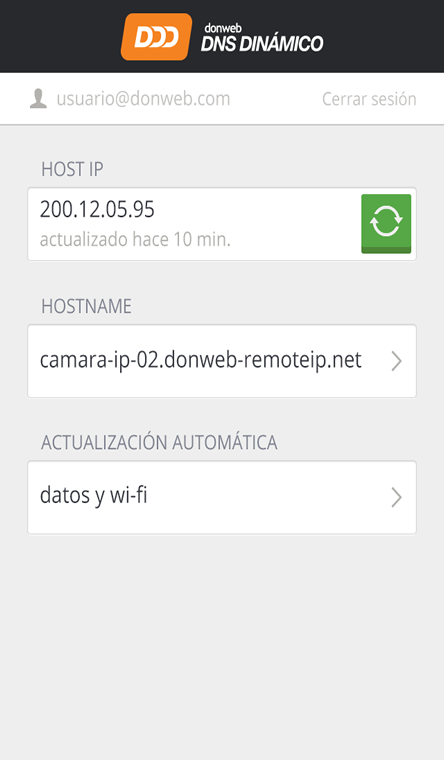 DDD
donweb
DNS DINÁMICO
usuario@donweb.com Cerrar sesión
HOST IP
200.12.05.95
actualizado hace 10 min.
HOSTNAME
camara-ip-02.donweb-remoteip.net
ACTUALIZACIÓN AUTOMÁTICA
datos y wi-fi